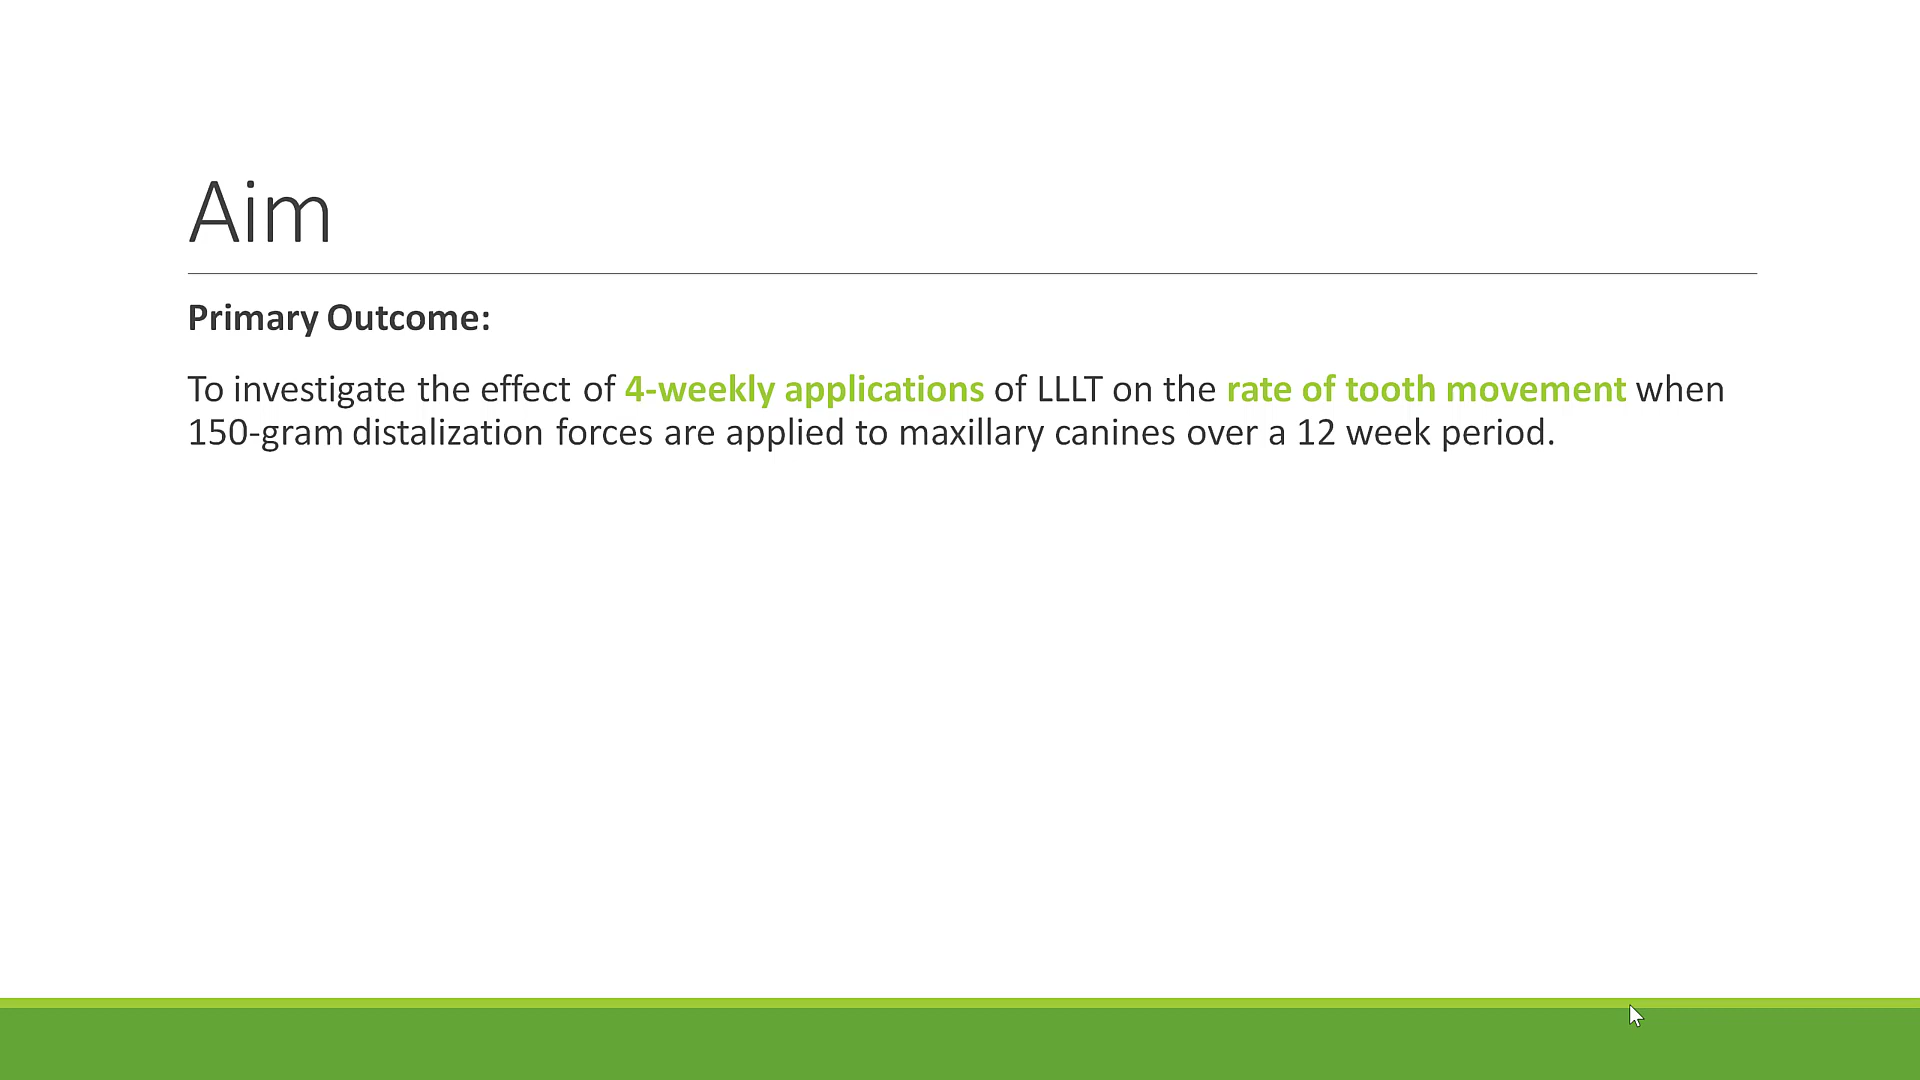 Aim
Primary Outcome:
To investigate the effect of 4-weekly applications of LLLT on the rate of tooth movement when
150-gram distalization forces are applied to maxillary canines over a 12 week period.